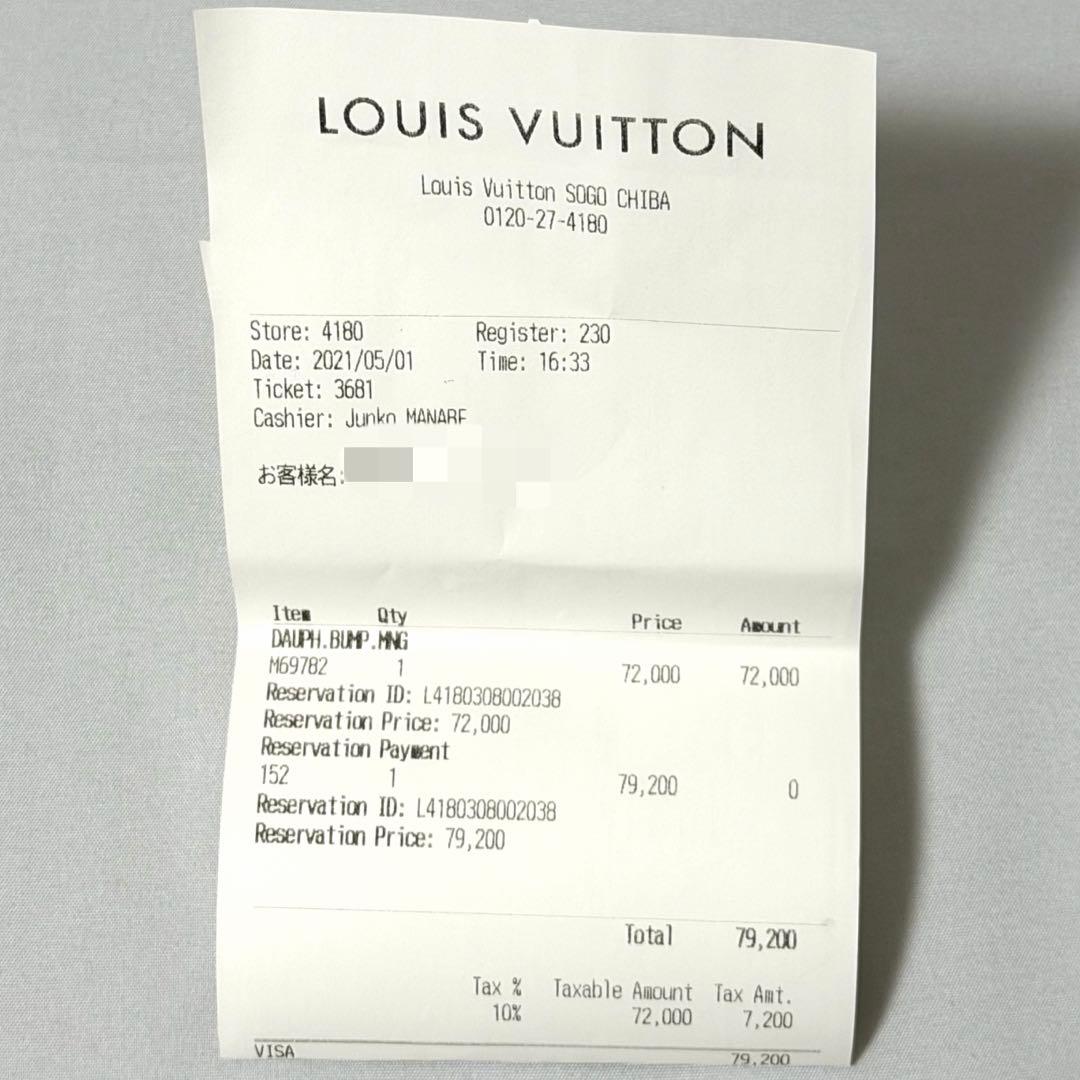 LOUIS VUITTON
Louis Vuitton SOGO CHIBA
0120-27-4180
Store: 4180 Register: 230
Date: 2021/05/01 Time: 16:33
Ticket: 3681
Cashier: Junko MANABE
お客様名:
Item Qty Price Amount
DAUPH.BUMP.MNG
M69782 1 72,000 72,000
Reservation ID: L4180308002038
Reservation Price: 72,000
Reservation Payment
152 1 79,200 0
Reservation ID: L4180308002038
Reservation Price: 79,200
Total 79,200
Tax % Taxable Amount Tax Amt.
10% 72,000 7,200
VISA 79,200